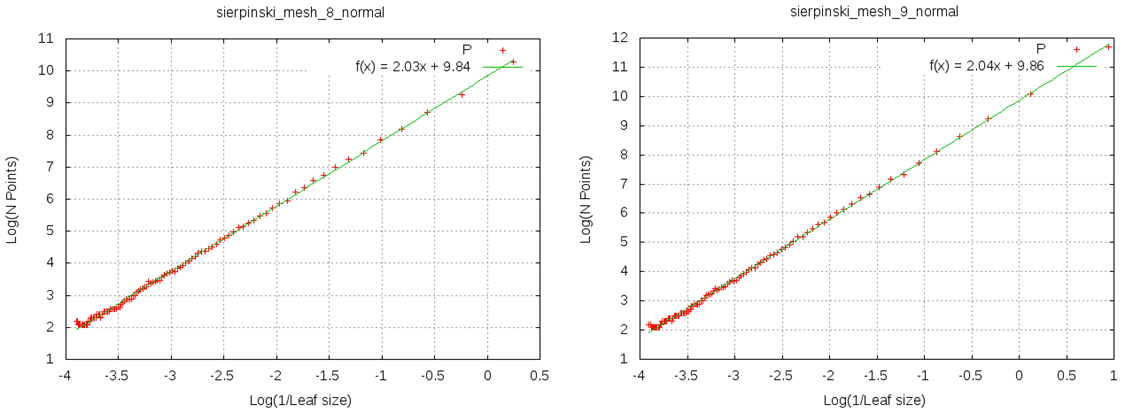 sierpinski_mesh_8_normal
11
10
9
8
7
6
5
4
3
2
1
Log(N Points)
P
f(x) = 2.03x + 9.84
-4 -3.5 -3 -2.5 -2 -1.5 -1 -0.5 0 0.5
Log(1/Leaf size)
sierpinski_mesh_9_normal
12
11
10
9
8
7
6
5
4
3
2
1
Log(N Points)
P
f(x) = 2.04x + 9.86
-4 -3.5 -3 -2.5 -2 -1.5 -1 -0.5 0 0.5 1
Log(1/Leaf size)